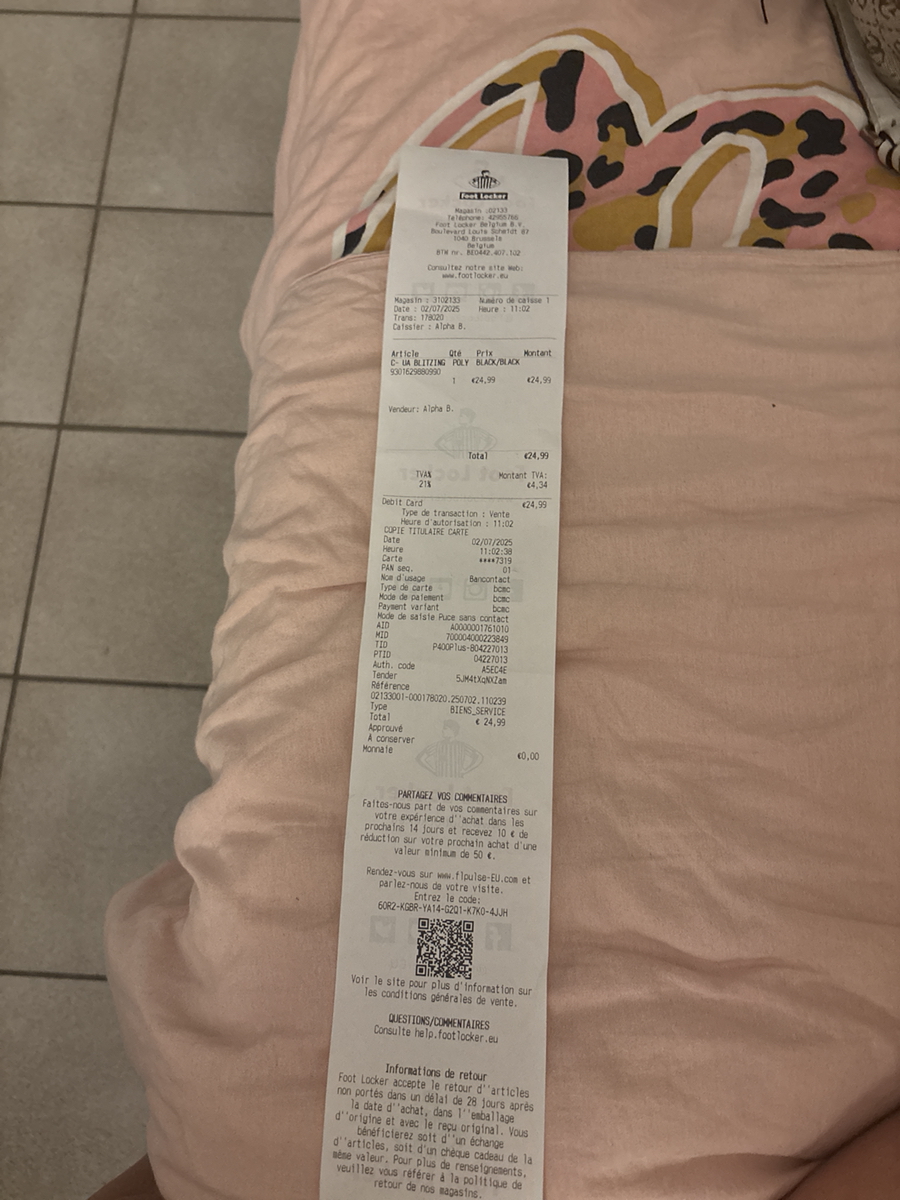 Foot Locker
Magasin :02133
Téléphone: 42955766
Foot Locker Belgium B.V.
Boulevard Louis Schmidt 87
1040 Brussels
Belgium
BTW nr. BE0442.407.102
Consultez notre site Web:
www.footlocker.eu
Magasin : 3102133 Numéro de caisse 1
Date : 02/07/2025 Heure : 11:02
Trans: 178020
Caissier : Alpha B.
Article Qté Prix Montant
C- UA BLITZING POLY BLACK/BLACK
9301629880990
1 €24,99 €24,99
Vendeur: Alpha B.
Total €24,99
TVA% Montant TVA:
21% €4,34
Debit Card €24,99
Type de transaction : Vente
Heure d'autorisation : 11:02
COPIE TITULAIRE CARTE
Date 02/07/2025
Heure 11:02:38
Carte ****7319
PAN seq. 01
Nom d'usage Bancontact
Type de carte bcmc
Mode de paiement bcmc
Payment variant bcmc
Mode de saisie Puce sans contact
AID A0000001761010
MID 700004000223849
TID P400Plus-804227013
PTID 04227013
Auth. code A5EC4E
Tender 5JM4tXqNXZam
Référence
02133001-000178020.250702.110239
Type BIENS_SERVICE
Total € 24,99
Approuvé
A conserver
Monnaie €0,00
PARTAGEZ VOS COMMENTAIRES
Faites-nous part de vos commentaires sur
votre expérience d''achat dans les
prochains 14 jours et recevez 10 € de
réduction sur votre prochain achat d'une
valeur minimum de 50 €.
Rendez-vous sur www.flpulse-EU.com et
parlez-nous de votre visite.
Entrez le code:
60R2-KGBR-YA14-G2Q1-K7K0-4JJH
Voir le site pour plus d'information sur
les conditions générales de vente.
QUESTIONS/COMMENTAIRES
Consulte help.footlocker.eu
Informations de retour
Foot Locker accepte le retour d''articles
non portés dans un délai de 28 jours après
la date d''achat, dans l''emballage
d''origine et avec le reçu original. Vous
bénéficierez soit d''un échange
d''articles, soit d'un chèque cadeau de la
même valeur. Pour plus de renseignements,
veuillez vous référer à la politique de
retour de nos magasins.